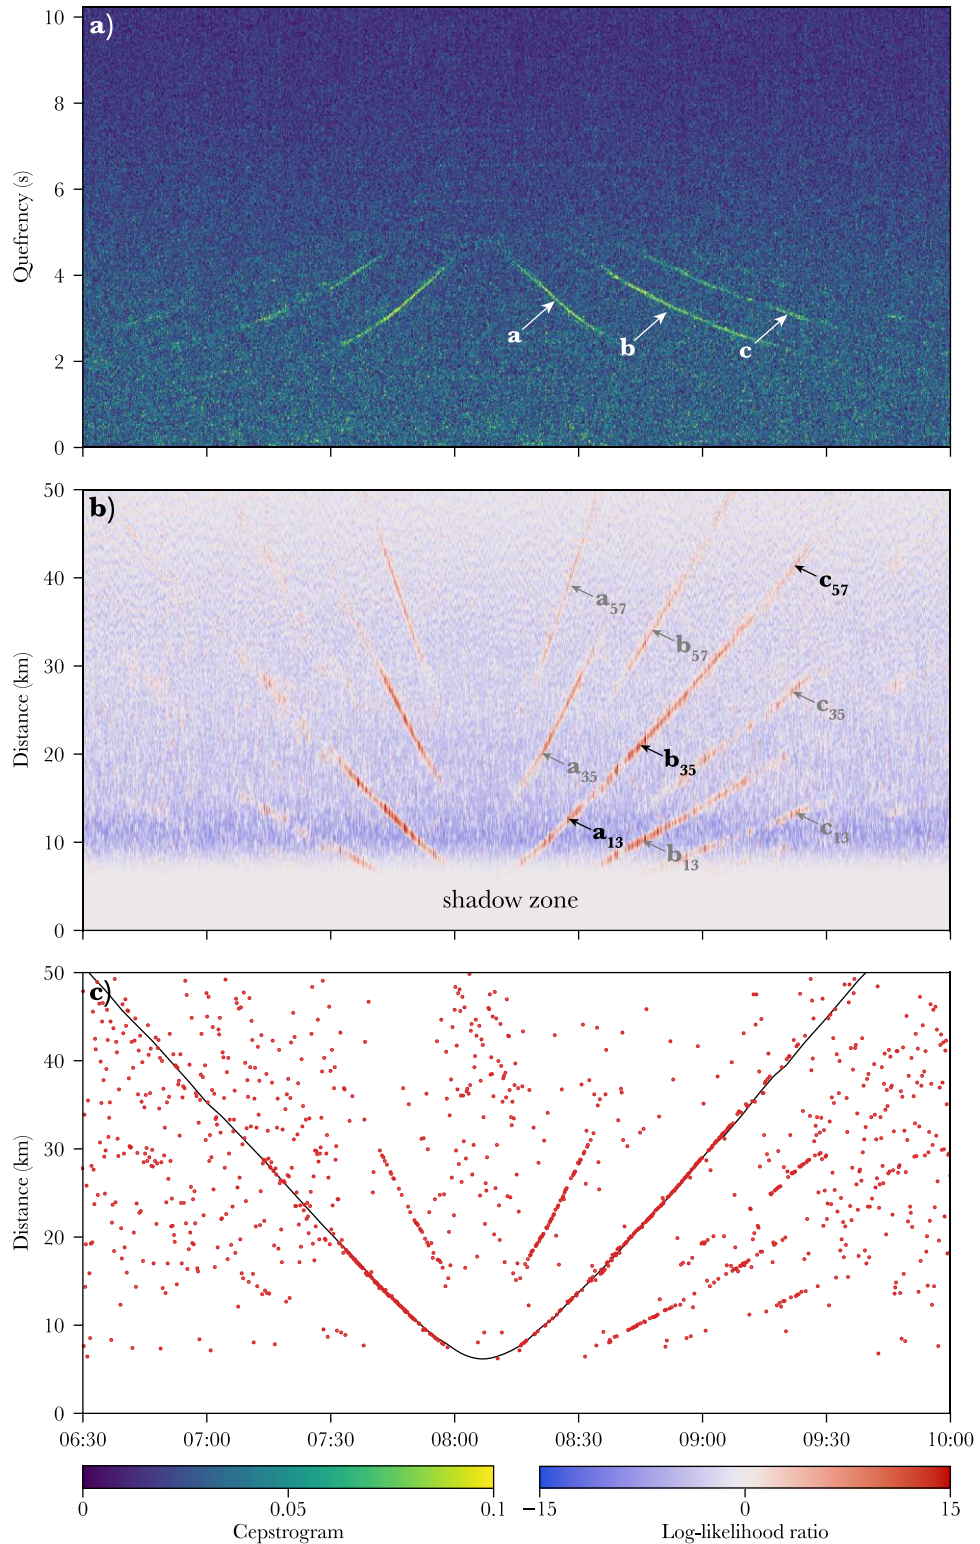 a)
10
8
6
4
2
0
Quefrency (s)
a
b
c
b)
50
40
30
20
10
0
Distance (km)
a57
b57
c57
a35
b35
c35
a13
b13
c13
shadow zone
c)
50
40
30
20
10
0
Distance (km)
06:30 07:00 07:30 08:00 08:30 09:00 09:30 10:00
0 0.05 0.1
Cepstrogram
−15 0 15
Log-likelihood ratio